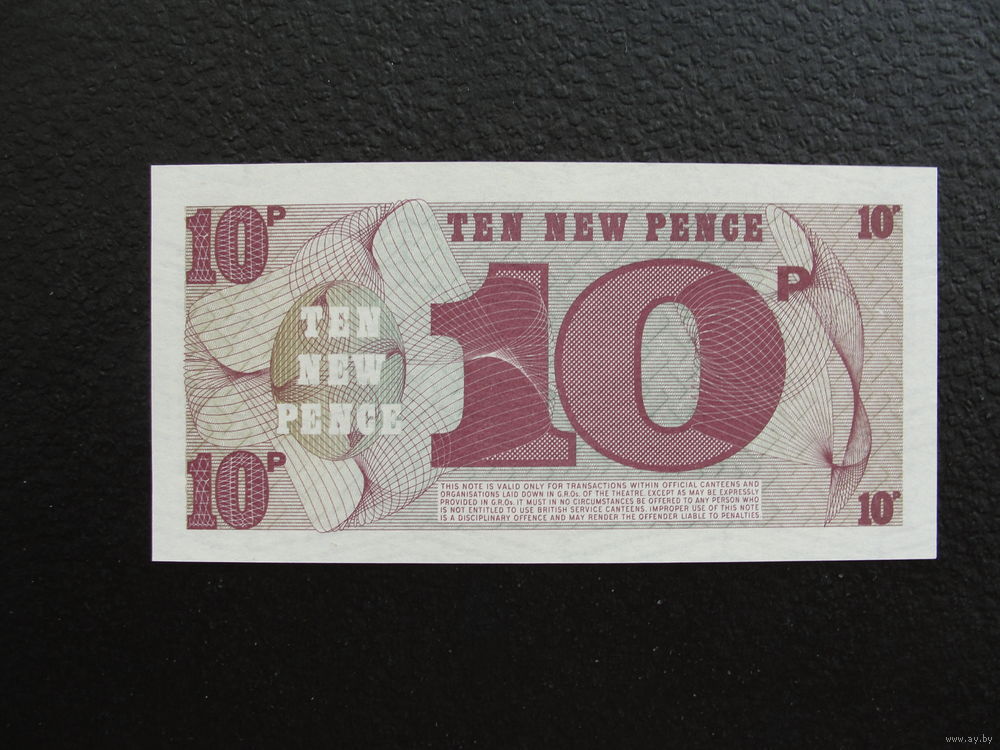 10P
TEN NEW PENCE
10P
TEN
NEW
PENCE
10P
10P
THIS NOTE IS VALID ONLY FOR TRANSACTIONS WITHIN OFFICIAL CANTEENS AND
ORGANISATIONS LAID DOWN IN G.R.Os. OF THE THEATRE. EXCEPT AS MAY BE EXPRESSLY
PROVIDED IN G.R.Os. IT MUST IN NO CIRCUMSTANCES BE OFFERED TO ANY PERSON WHO
IS NOT ENTITLED TO USE BRITISH SERVICE CANTEENS. IMPROPER USE OF THIS NOTE
IS A DISCIPLINARY OFFENCE AND MAY RENDER THE OFFENDER LIABLE TO PENALTIES
10P
www.ay.by